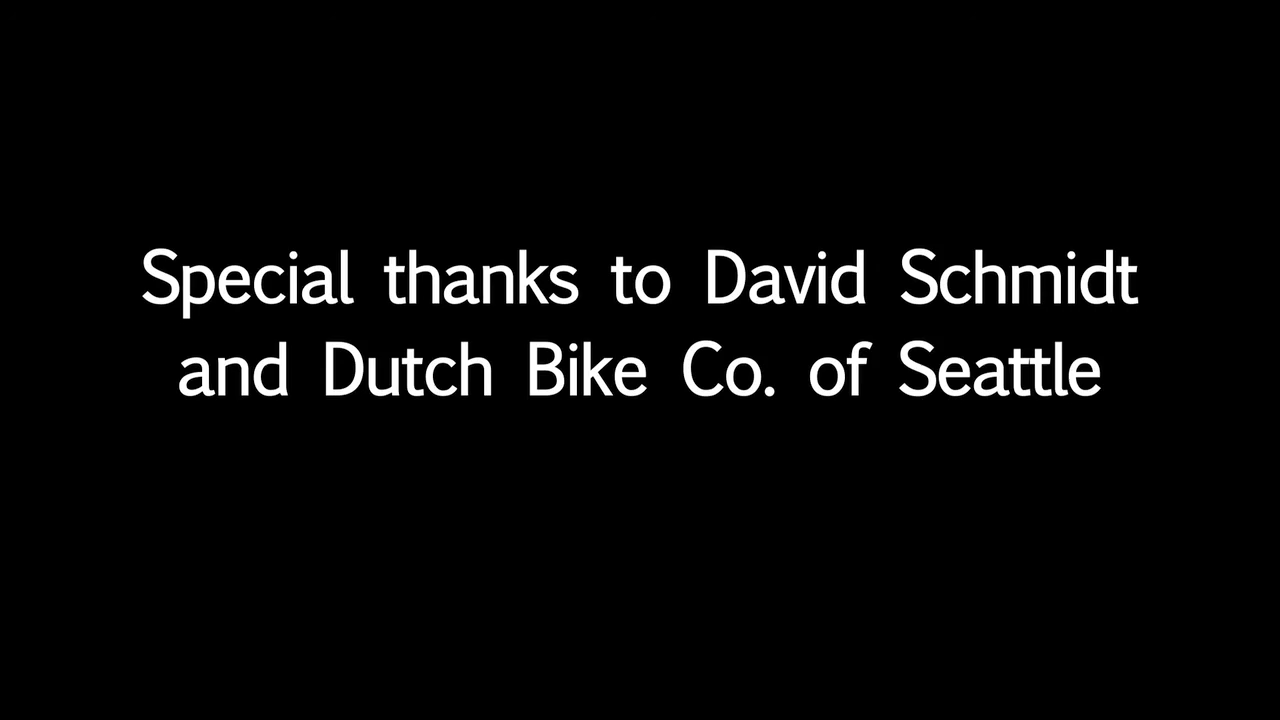 Special thanks to David Schmidt
and Dutch Bike Co. of Seattle